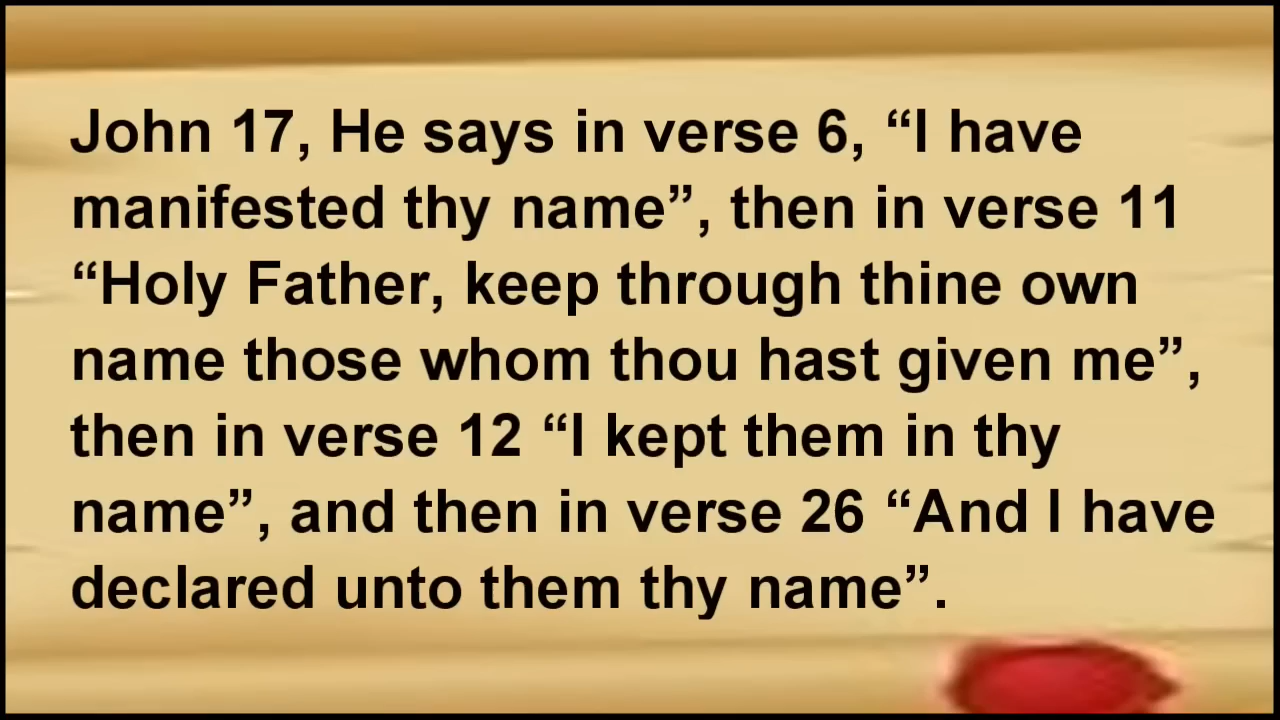 John 17, He says in verse 6, “I have
manifested thy name”, then in verse 11
“Holy Father, keep through thine own
name those whom thou hast given me”,
then in verse 12 “I kept them in thy
name”, and then in verse 26 “And I have
declared unto them thy name”.